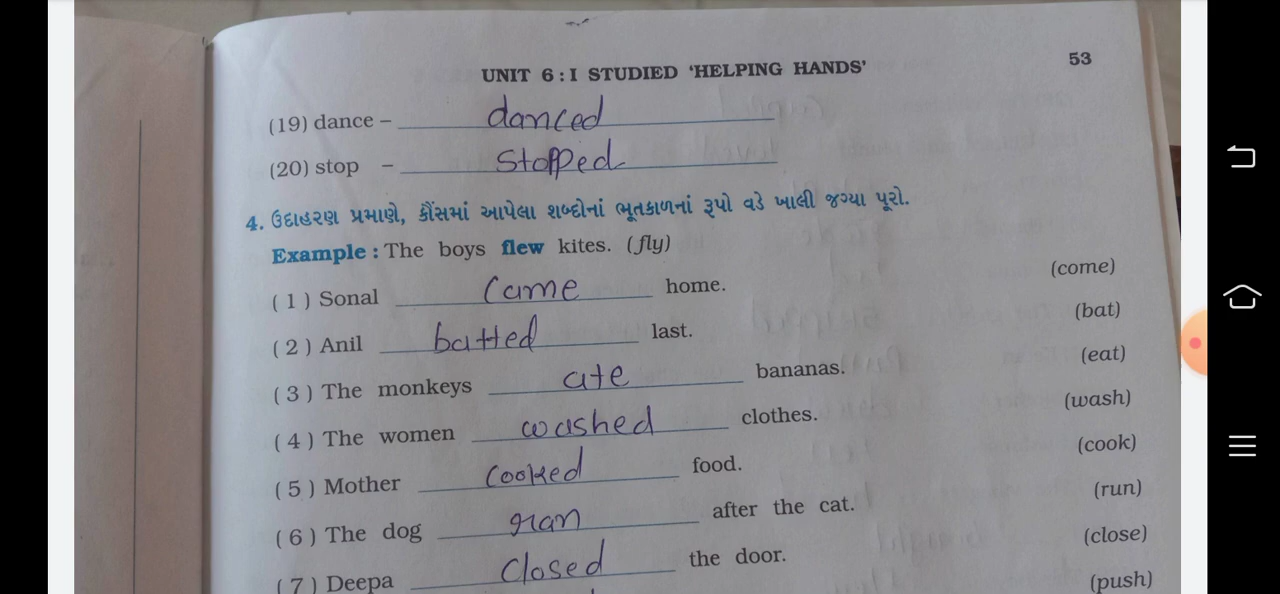 UNIT 6 : I STUDIED ‘HELPING HANDS’ 53
(19) dance – danced
(20) stop – Stopped
4. ઉદાહરણ પ્રમાણે, કૌંસમાં આપેલા શબ્દોનાં ભૂતકાળનાં રૂપો વડે ખાલી જગ્યા પૂરો.
Example : The boys flew kites. (fly)
( 1 ) Sonal Came home. (come)
( 2 ) Anil batted last. (bat)
( 3 ) The monkeys ate bananas. (eat)
( 4 ) The women washed clothes. (wash)
( 5 ) Mother Cooked food. (cook)
( 6 ) The dog ran after the cat. (run)
( 7 ) Deepa Closed the door. (close)
(push)